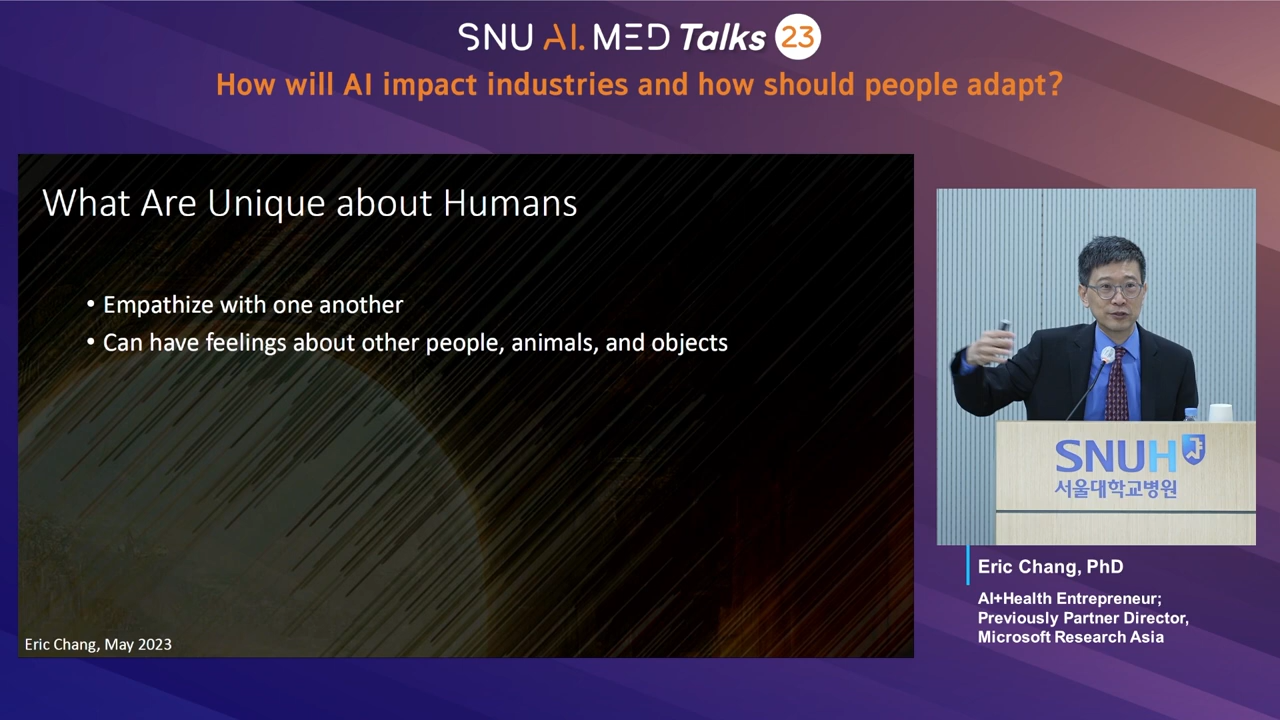 SNU AI.MED Talks 23
How will AI impact industries and how should people adapt?
What Are Unique about Humans
• Empathize with one another
• Can have feelings about other people, animals, and objects
Eric Chang, May 2023
SNUH
서울대학교병원
Eric Chang, PhD
AI+Health Entrepreneur;
Previously Partner Director,
Microsoft Research Asia